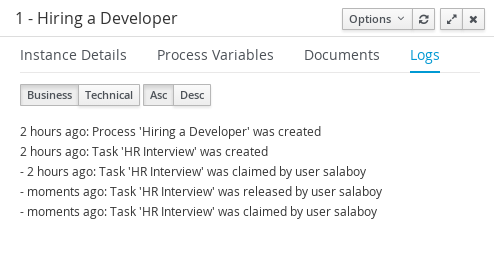 1 - Hiring a Developer
Options
Instance Details Process Variables Documents Logs
Business Technical Asc Desc
2 hours ago: Process 'Hiring a Developer' was created
2 hours ago: Task 'HR Interview' was created
- 2 hours ago: Task 'HR Interview' was claimed by user salaboy
- moments ago: Task 'HR Interview' was released by user salaboy
- moments ago: Task 'HR Interview' was claimed by user salaboy